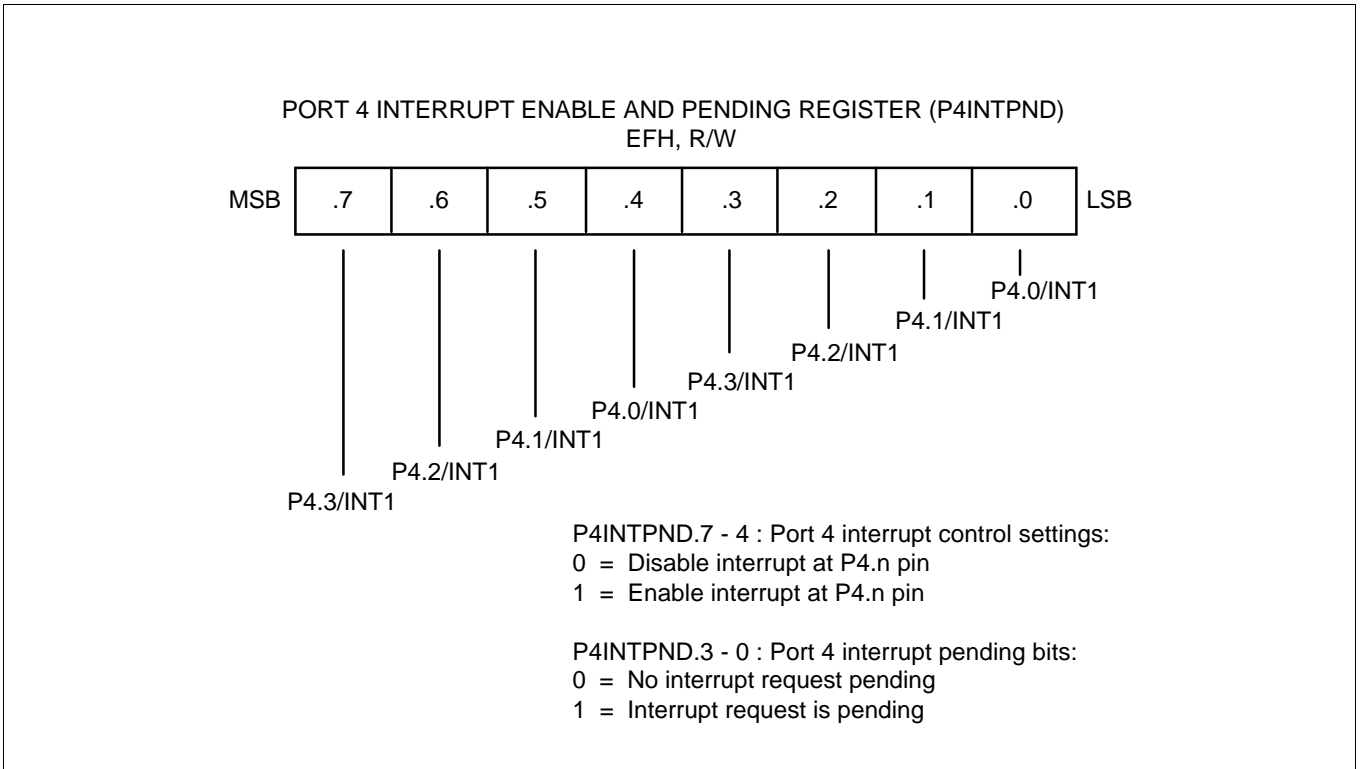 PORT 4 INTERRUPT ENABLE AND PENDING REGISTER (P4INTPND)
EFH, R/W
MSB .7 .6 .5 .4 .3 .2 .1 .0 LSB
P4.0/INT1
P4.1/INT1
P4.2/INT1
P4.3/INT1
P4.0/INT1
P4.1/INT1
P4.2/INT1
P4.3/INT1
P4INTPND.7 - 4 : Port 4 interrupt control settings:
0 = Disable interrupt at P4.n pin
1 = Enable interrupt at P4.n pin
P4INTPND.3 - 0 : Port 4 interrupt pending bits:
0 = No interrupt request pending
1 = Interrupt request is pending